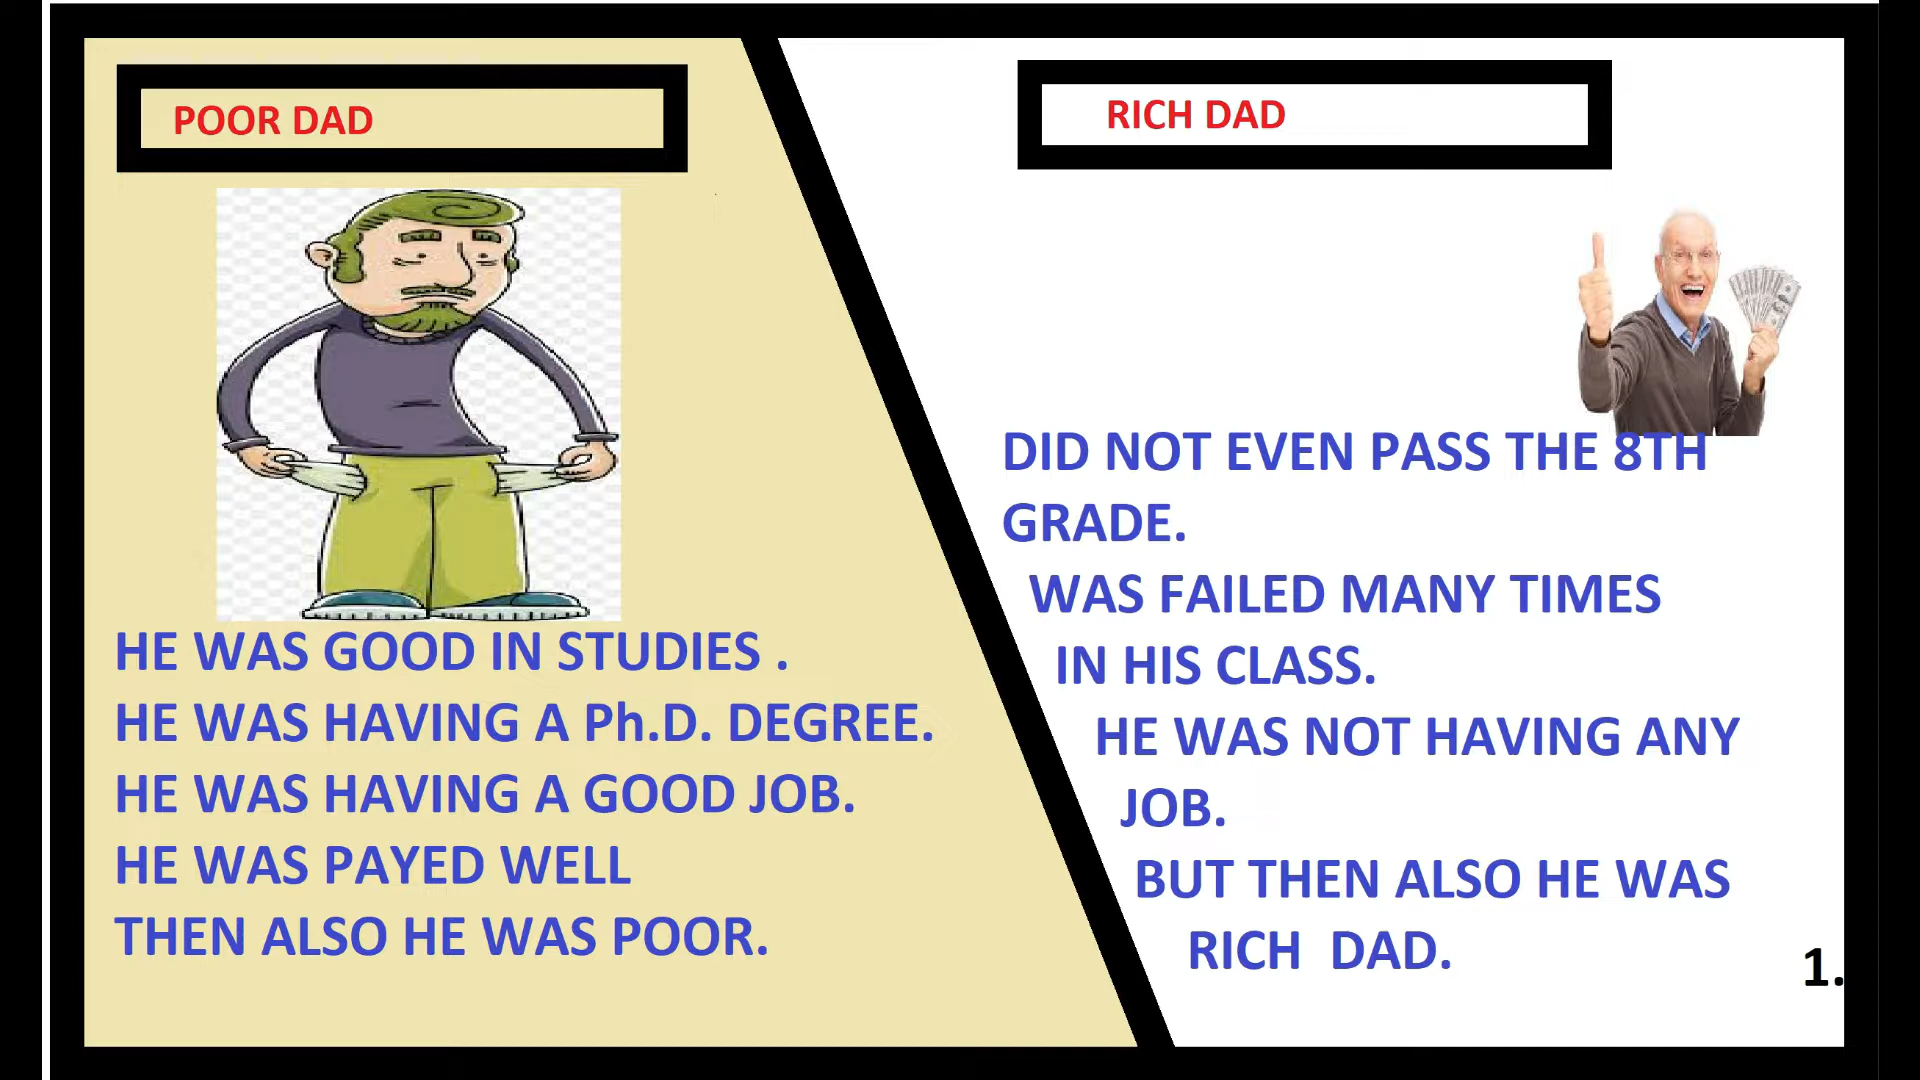 POOR DAD
HE WAS GOOD IN STUDIES .
HE WAS HAVING A Ph.D. DEGREE.
HE WAS HAVING A GOOD JOB.
HE WAS PAYED WELL
THEN ALSO HE WAS POOR.
RICH DAD
DID NOT EVEN PASS THE 8TH
GRADE.
WAS FAILED MANY TIMES
IN HIS CLASS.
HE WAS NOT HAVING ANY
JOB.
BUT THEN ALSO HE WAS
RICH DAD.
1.